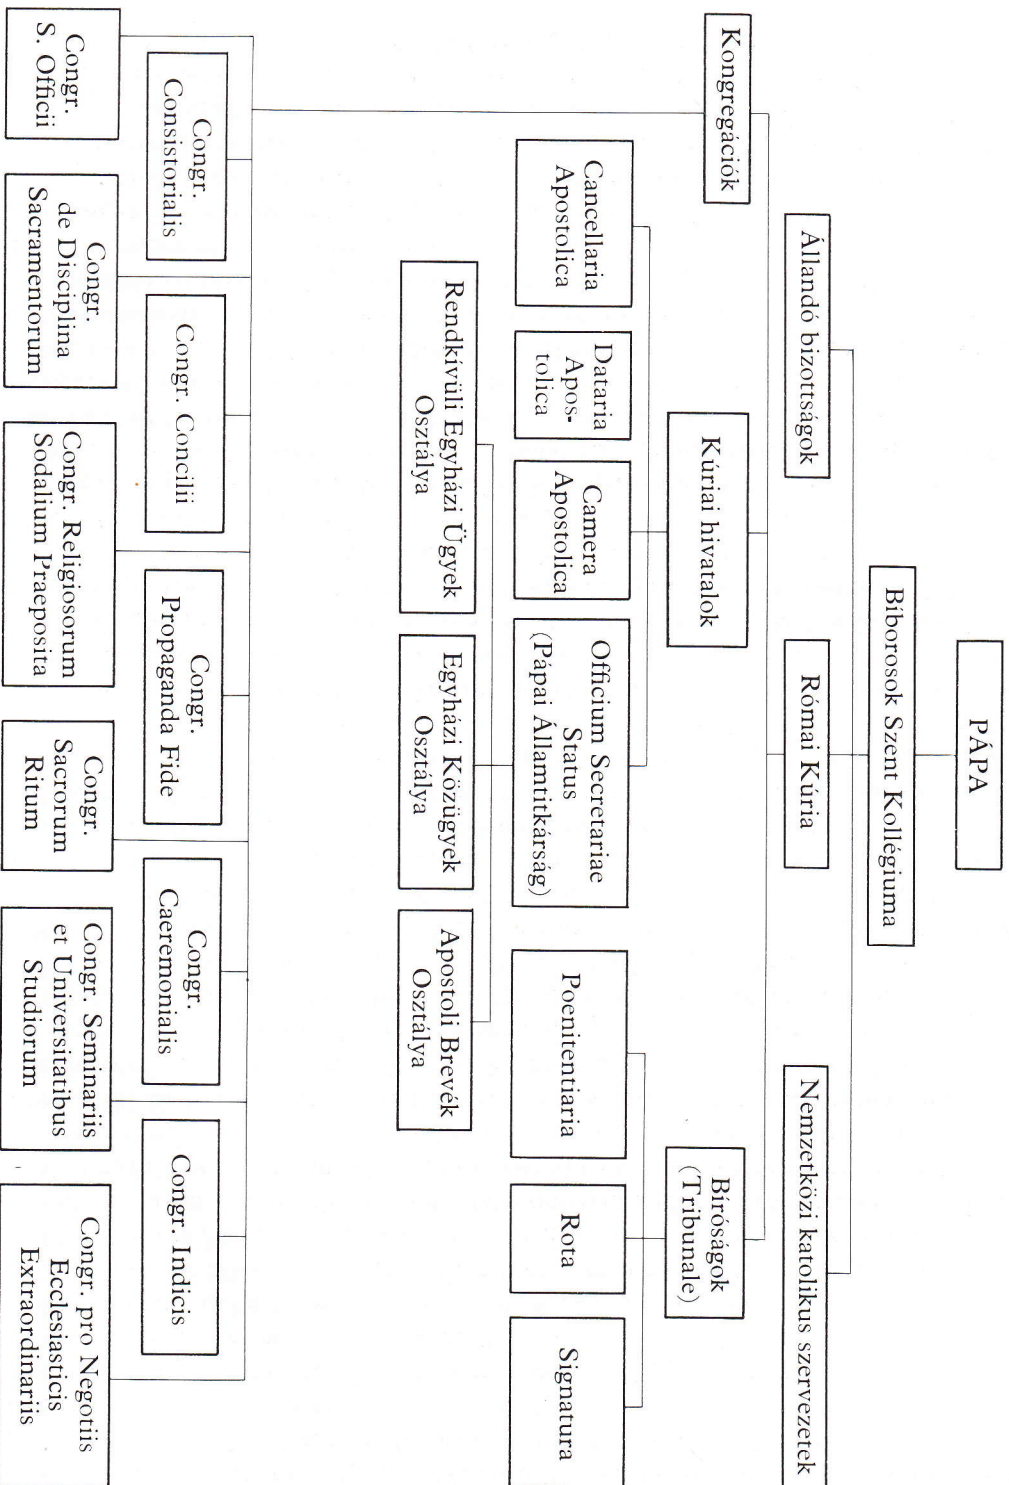 PÁPA
Bíborosok Szent Kollégiuma
Állandó bizottságok
Római Kúria
Nemzetközi katolikus szervezetek
Kongregációk
Kúriai hivatalok
Bíróságok
(Tribunale)
Cancellaria
Apostolica
Dataria
Apos-
tolica
Camera
Apostolica
Officium Secretariae
Status
(Pápai Államtitkárság)
Poenitentiaria
Rota
Signatura
Rendkívüli Egyházi Ügyek
Osztálya
Egyházi Közügyek
Osztálya
Apostoli Brevék
Osztálya
Congr.
Consistorialis
Congr. Concilii
Congr.
Propaganda Fide
Congr.
Caeremonialis
Congr. Indicis
Congr.
S. Officii
Congr.
de Disciplina
Sacramentorum
Congr. Religiosorum
Sodalium Praeposita
Congr.
Sacrorum
Ritum
Congr. Seminariis
et Universitatibus
Studiorum
Congr. pro Negotiis
Ecclesiasticis
Extraordinariis